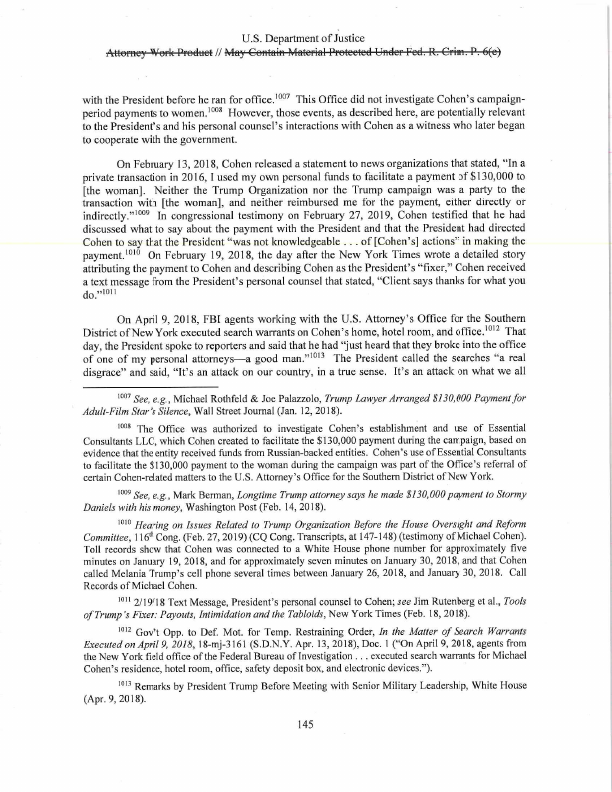 U.S. Department of Justice
Attorney Work Product // May Contain Material Protected Under Fed. R. Crim. P. 6(e)
with the President before he ran for office.1007 This Office did not investigate Cohen's campaign-
period payments to women.1008 However, those events, as described here, are potentially relevant
to the President's and his personal counsel's interactions with Cohen as a witness who later began
to cooperate with the government.
On February 13, 2018, Cohen released a statement to news organizations that stated, "In a
private transaction in 2016, I used my own personal funds to facilitate a payment of $130,000 to
[the woman]. Neither the Trump Organization nor the Trump campaign was a party to the
transaction with [the woman], and neither reimbursed me for the payment, either directly or
indirectly."1009 In congressional testimony on February 27, 2019, Cohen testified that he had
discussed what to say about the payment with the President and that the President had directed
Cohen to say that the President "was not knowledgeable . . . of [Cohen's] actions" in making the
payment.1010 On February 19, 2018, the day after the New York Times wrote a detailed story
attributing the payment to Cohen and describing Cohen as the President's "fixer," Cohen received
a text message from the President's personal counsel that stated, "Client says thanks for what you
do."1011
On April 9, 2018, FBI agents working with the U.S. Attorney's Office for the Southern
District of New York executed search warrants on Cohen's home, hotel room, and office.1012 That
day, the President spoke to reporters and said that he had "just heard that they broke into the office
of one of my personal attorneys—a good man."1013 The President called the searches "a real
disgrace" and said, "It's an attack on our country, in a true sense. It's an attack on what we all
1007 See, e.g., Michael Rothfeld & Joe Palazzolo, Trump Lawyer Arranged $130,000 Payment for
Adult-Film Star's Silence, Wall Street Journal (Jan. 12, 2018).
1008 The Office was authorized to investigate Cohen's establishment and use of Essential
Consultants LLC, which Cohen created to facilitate the $130,000 payment during the campaign, based on
evidence that the entity received funds from Russian-backed entities. Cohen's use of Essential Consultants
to facilitate the $130,000 payment to the woman during the campaign was part of the Office's referral of
certain Cohen-related matters to the U.S. Attorney's Office for the Southern District of New York.
1009 See, e.g., Mark Berman, Longtime Trump attorney says he made $130,000 payment to Stormy
Daniels with his money, Washington Post (Feb. 14, 2018).
1010 Hearing on Issues Related to Trump Organization Before the House Oversight and Reform
Committee, 116th Cong. (Feb. 27, 2019) (CQ Cong. Transcripts, at 147-148) (testimony of Michael Cohen).
Toll records show that Cohen was connected to a White House phone number for approximately five
minutes on January 19, 2018, and for approximately seven minutes on January 30, 2018, and that Cohen
called Melania Trump's cell phone several times between January 26, 2018, and January 30, 2018. Call
Records of Michael Cohen.
1011 2/19/18 Text Message, President's personal counsel to Cohen; see Jim Rutenberg et al., Tools
of Trump's Fixer: Payouts, Intimidation and the Tabloids, New York Times (Feb. 18, 2018).
1012 Gov't Opp. to Def. Mot. for Temp. Restraining Order, In the Matter of Search Warrants
Executed on April 9, 2018, 18-mj-3161 (S.D.N.Y. Apr. 13, 2018), Doc. 1 ("On April 9, 2018, agents from
the New York field office of the Federal Bureau of Investigation . . . executed search warrants for Michael
Cohen's residence, hotel room, office, safety deposit box, and electronic devices.").
1013 Remarks by President Trump Before Meeting with Senior Military Leadership, White House
(Apr. 9, 2018).
145